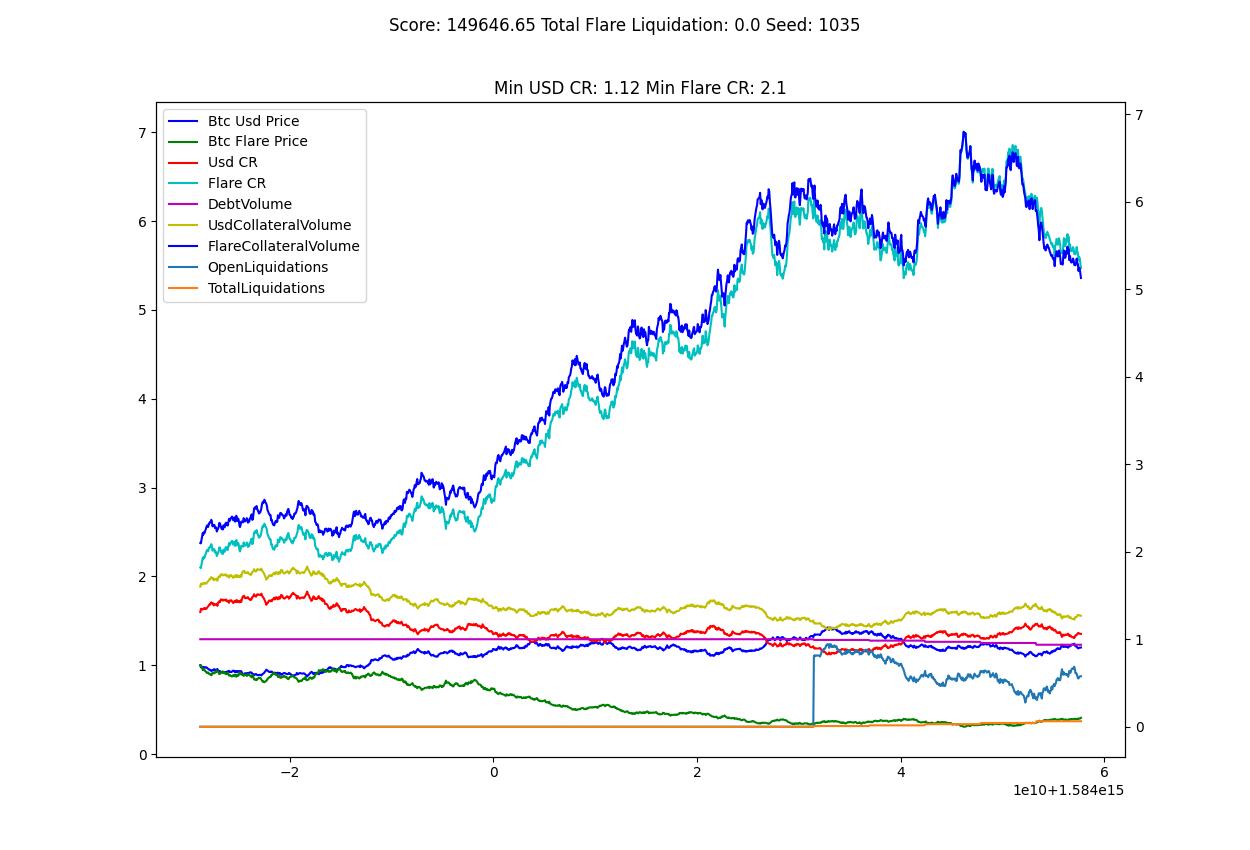 Score: 149646.65 Total Flare Liquidation: 0.0 Seed: 1035
Min USD CR: 1.12 Min Flare CR: 2.1
Btc Usd Price
Btc Flare Price
Usd CR
Flare CR
DebtVolume
UsdCollateralVolume
FlareCollateralVolume
OpenLiquidations
TotalLiquidations
7
6
5
4
3
2
1
0
7
6
5
4
3
2
1
0
−2
0
2
4
6
1e10+1.584e15